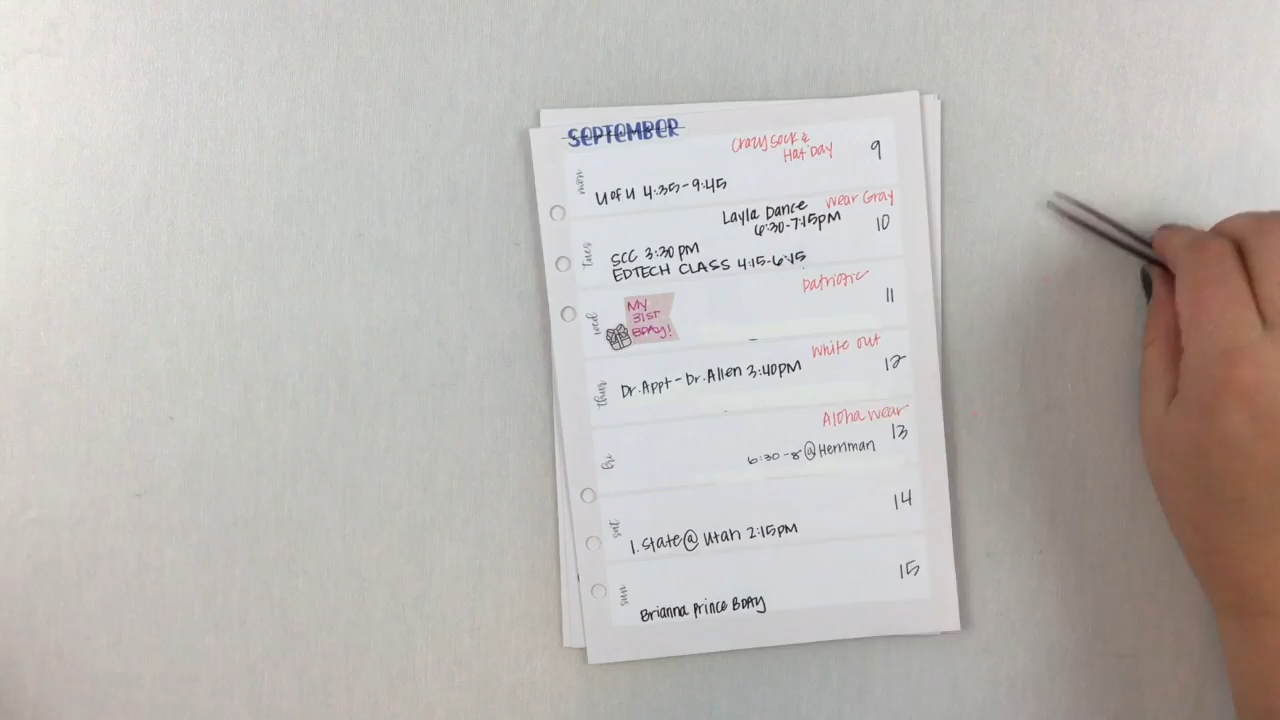 SEPTEMBER
mon
Crazy Sock &
Hat Day
9
U of U 4:35-9:45
tues
Layla Dance
6:30-7:15PM
Wear Gray
10
SCC 3:30PM
EDTECH CLASS 4:15-6:15
wed
MY
31ST
BDAY!
Patriotic
11
thur
White out
12
Dr. Appt - Dr. Allen 3:40PM
fri
Aloha wear
13
6:30-8 @ Herriman
sat
14
I. State @ Utah 2:15PM
sun
15
Brianna Prince BDAY